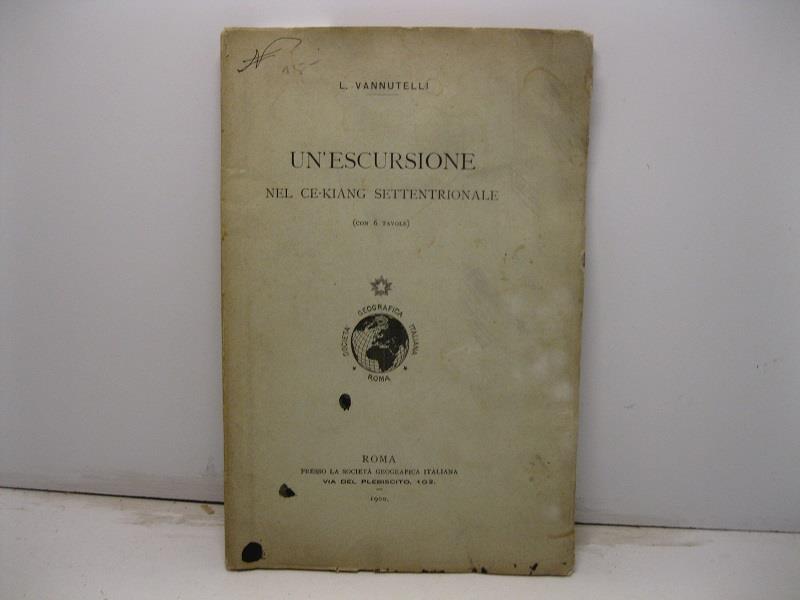 L. VANNUTELLI
UN'ESCURSIONE
NEL CE-KIANG SETTENTRIONALE
(CON 6 TAVOLE)
SOCIETÀ GEOGRAFICA ITALIANA
ROMA
ROMA
PRESSO LA SOCIETÀ GEOGRAFICA ITALIANA
VIA DEL PLEBISCITO, 102.
1900.